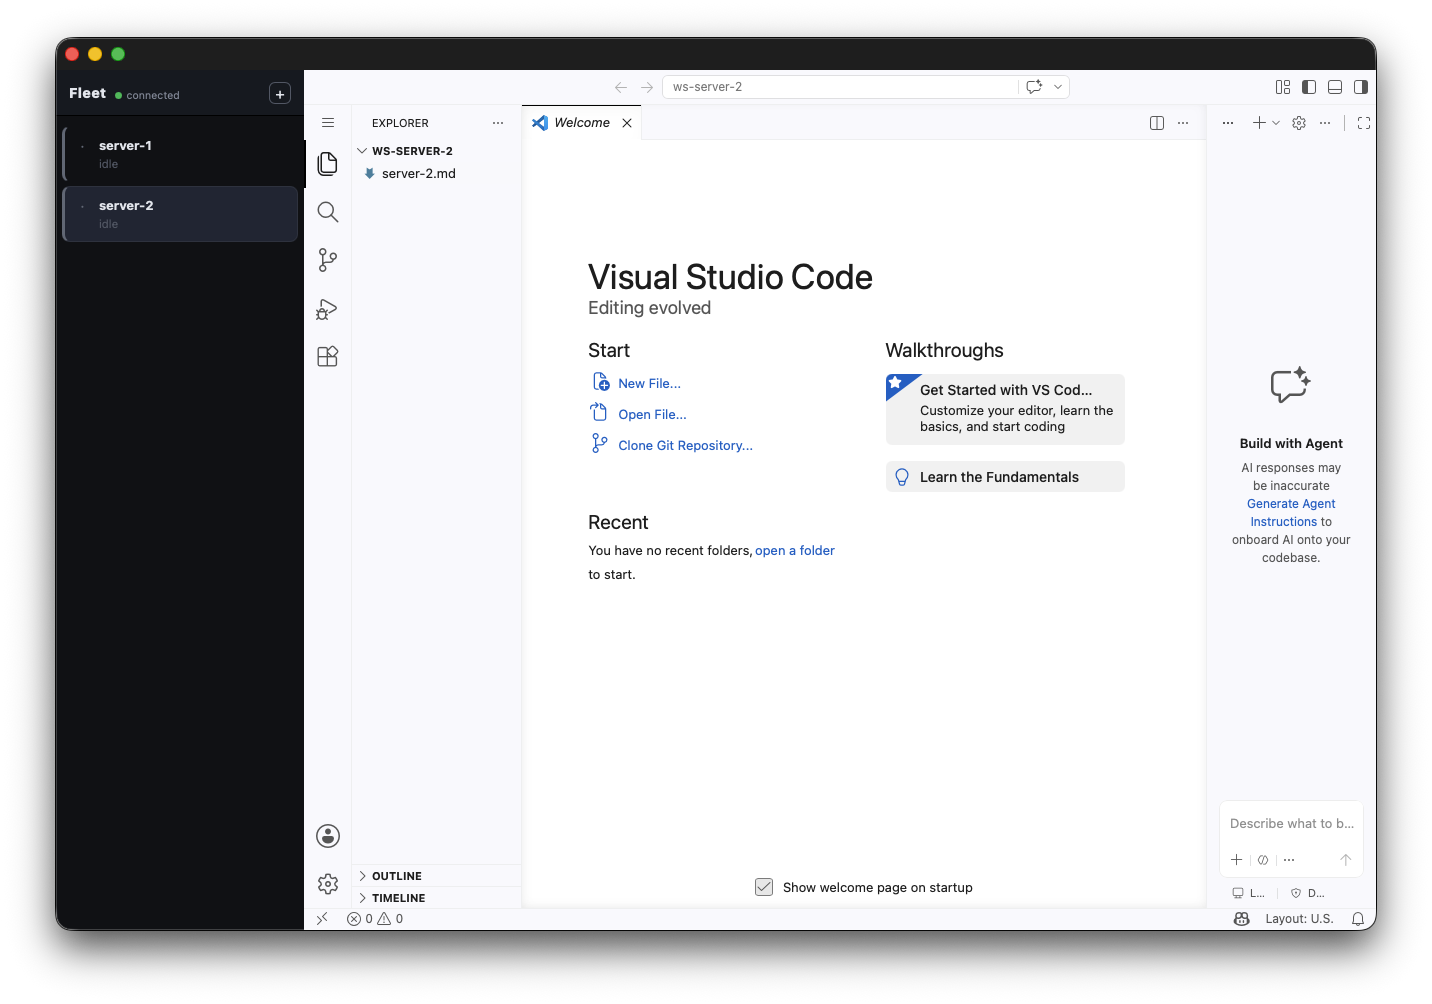 Fleet connected +
server-1
idle
server-2
idle
ws-server-2
EXPLORER
WS-SERVER-2
server-2.md
OUTLINE
TIMELINE
Welcome
Visual Studio Code
Editing evolved
Start
New File...
Open File...
Clone Git Repository...
Recent
You have no recent folders, open a folder
to start.
Walkthroughs
Get Started with VS Cod...
Customize your editor, learn the
basics, and start coding
Learn the Fundamentals
Show welcome page on startup
Build with Agent
AI responses may
be inaccurate
Generate Agent
Instructions to
onboard AI onto your
codebase.
Describe what to b...
L... D...
0 0
Layout: U.S.